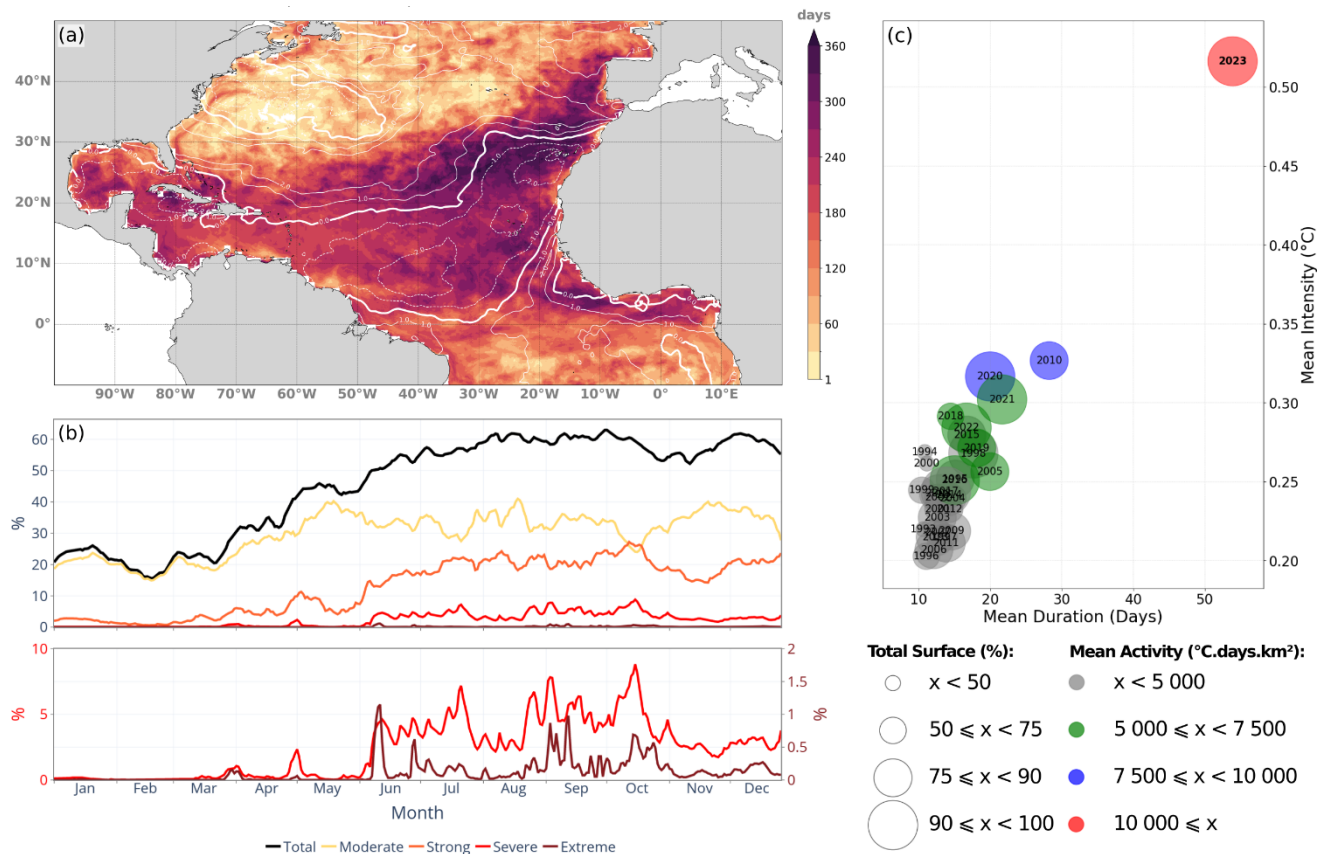 (a)
days
360
300
240
180
120
60
1
40°N
30°N
20°N
10°N
0°
90°W
80°W
70°W
60°W
50°W
40°W
30°W
20°W
10°W
0°
10°E
(b)
%
60
50
40
30
20
10
0
%
10
5
0
2
1.5
1
0.5
0
%
Jan
Feb
Mar
Apr
May
Jun
Jul
Aug
Sep
Oct
Nov
Dec
Month
Total
Moderate
Strong
Severe
Extreme
(c)
2023
2010
2020
2021
2018
2022
2015
2019
1998
2005
1994
2000
1999
2004
2012
2003
1993
2009
2011
2006
1996
0.50
0.45
0.40
0.35
0.30
0.25
0.20
Mean Intensity (°C)
10
20
30
40
50
Mean Duration (Days)
Total Surface (%):
x < 50
50 ⩽ x < 75
75 ⩽ x < 90
90 ⩽ x < 100
Mean Activity (°C.days.km²):
x < 5 000
5 000 ⩽ x < 7 500
7 500 ⩽ x < 10 000
10 000 ⩽ x